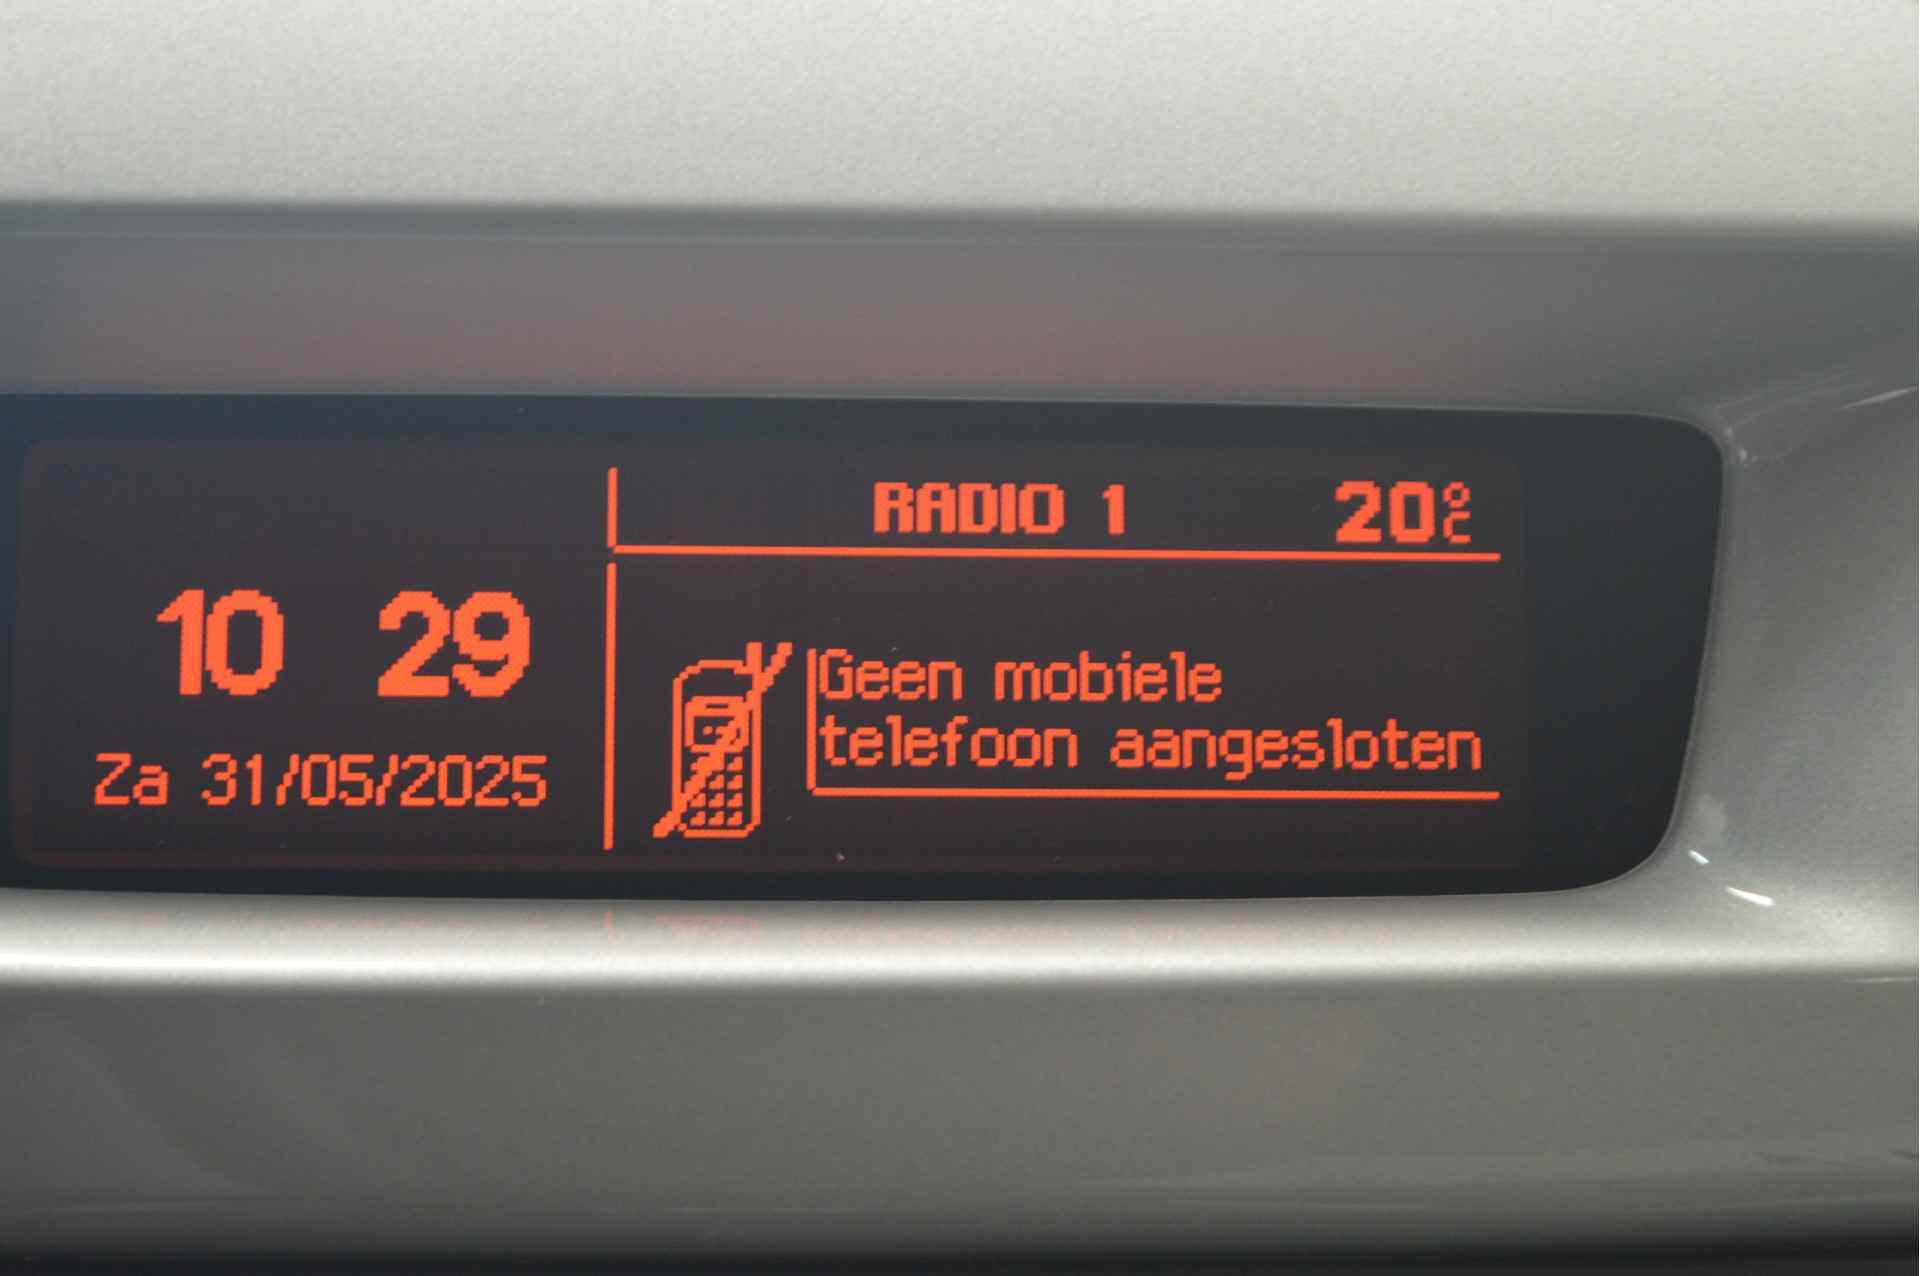 RADIO 1 20°C
10 29
Za 31/05/2025
Geen mobiele
telefoon aangesloten